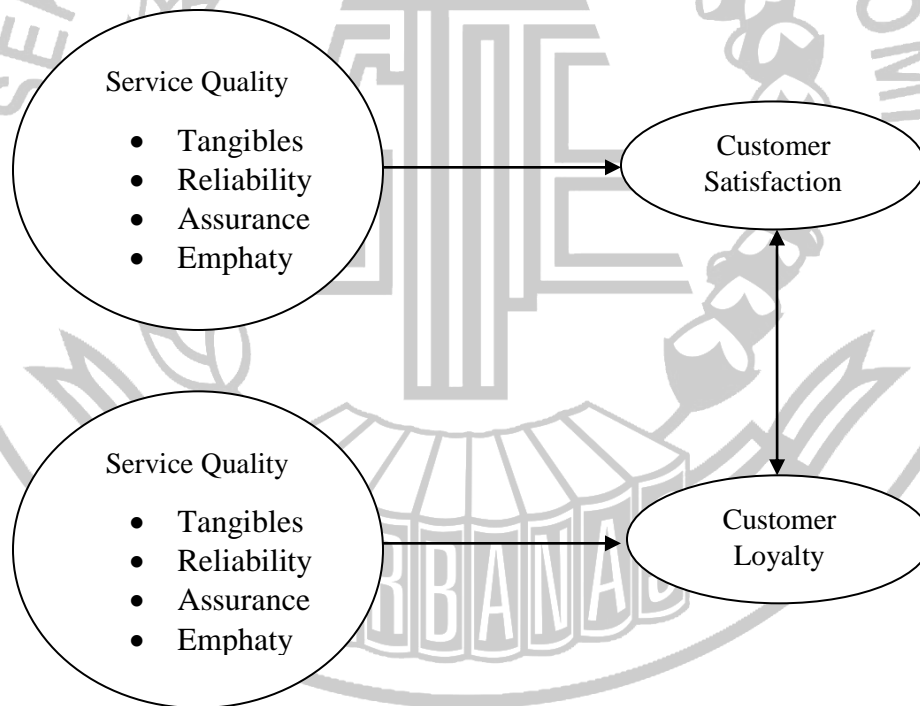 Service Quality
• Tangibles
• Reliability
• Assurance
• Emphaty
Customer
Satisfaction
Service Quality
• Tangibles
• Reliability
• Assurance
• Emphaty
Customer
Loyalty